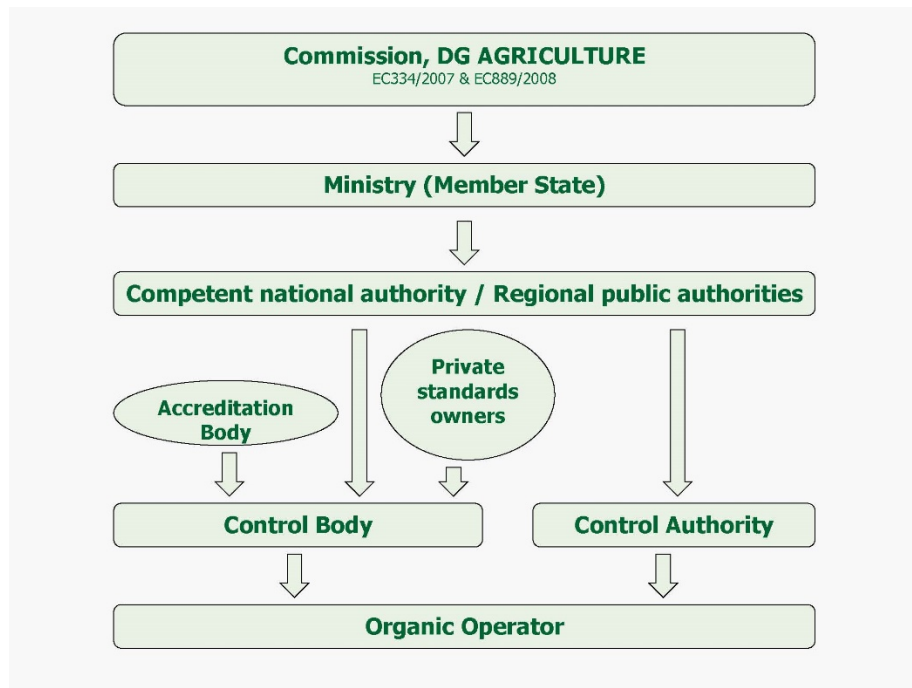 Commission, DG AGRICULTURE
EC334/2007 & EC889/2008
Ministry (Member State)
Competent national authority / Regional public authorities
Private
standards
owners
Accreditation
Body
Control Body
Control Authority
Organic Operator